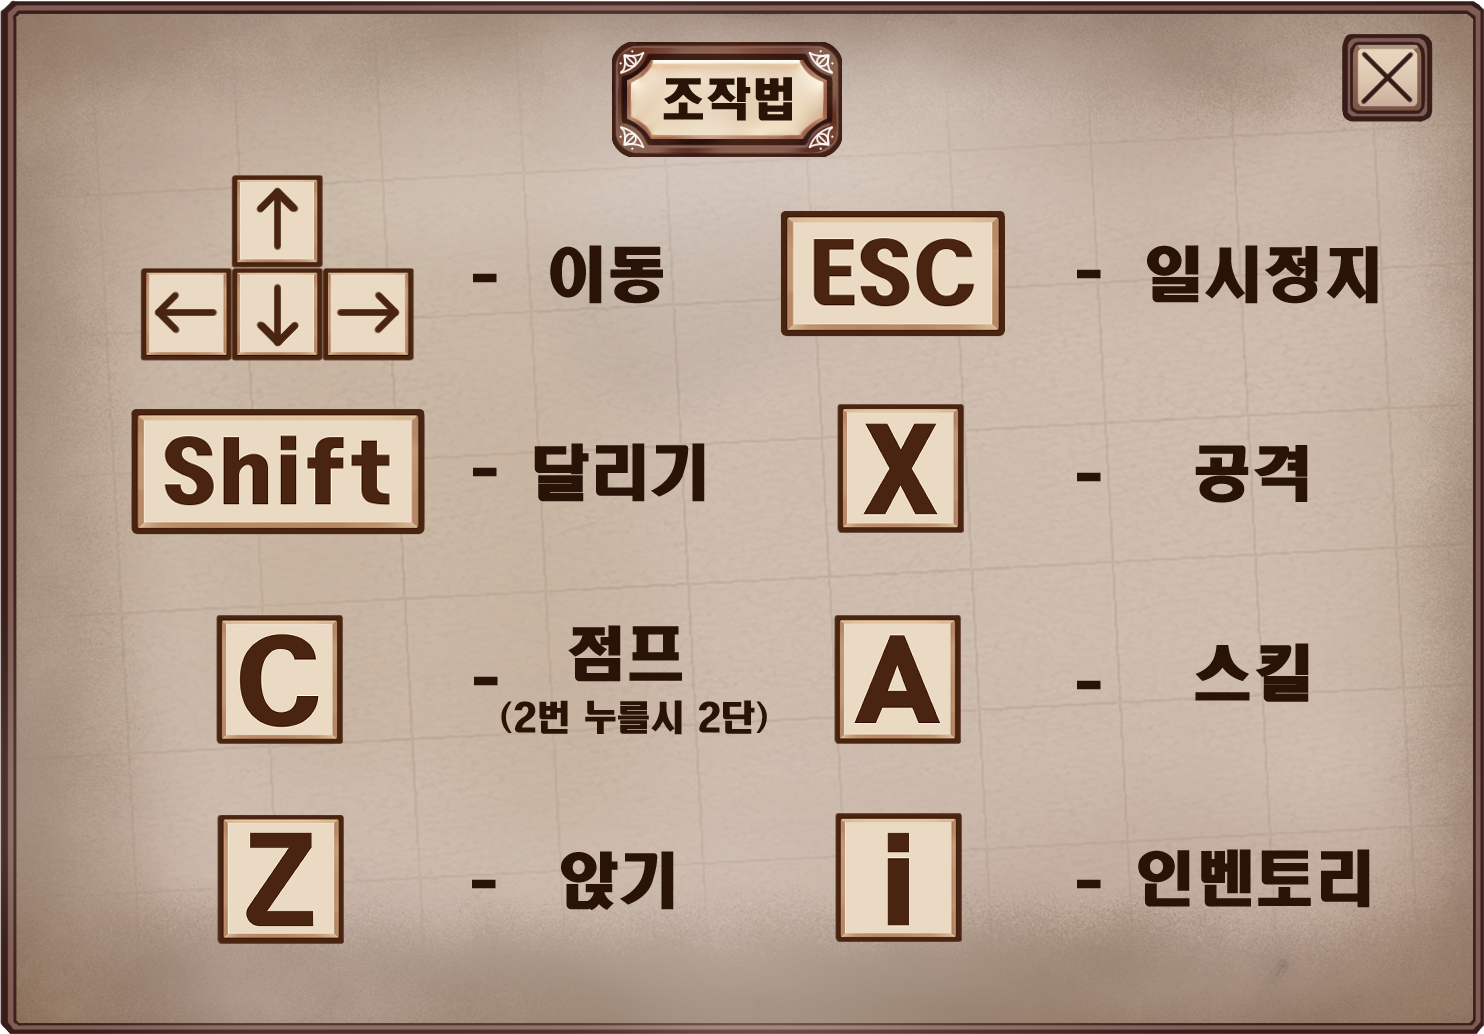 조작법
↑
← ↓ → - 이동
ESC - 일시정지
Shift - 달리기
X - 공격
C - 점프
(2번 누를시 2단)
A - 스킬
Z - 앉기
i - 인벤토리